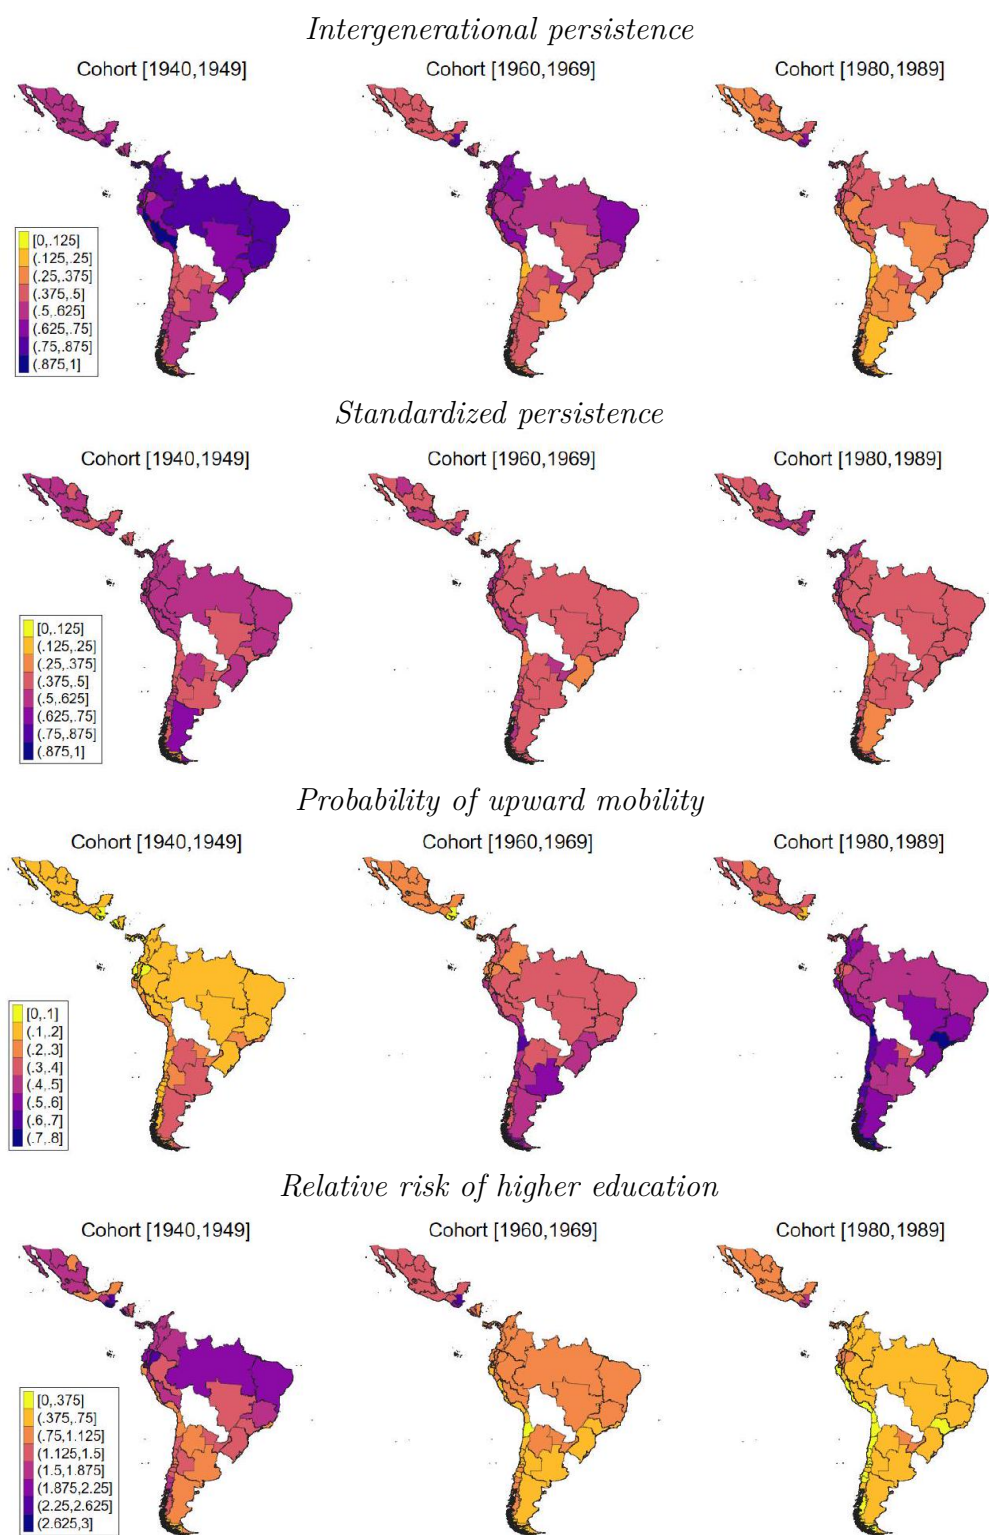 Intergenerational persistence
Cohort [1940,1949]
Cohort [1960,1969]
Cohort [1980,1989]
[0,.125]
(.125,.25]
(.25,.375]
(.375,.5]
(.5,.625]
(.625,.75]
(.75,.875]
(.875,1]
Standardized persistence
Cohort [1940,1949]
Cohort [1960,1969]
Cohort [1980,1989]
[0,.125]
(.125,.25]
(.25,.375]
(.375,.5]
(.5,.625]
(.625,.75]
(.75,.875]
(.875,1]
Probability of upward mobility
Cohort [1940,1949]
Cohort [1960,1969]
Cohort [1980,1989]
[0,.1]
(.1,.2]
(.2,.3]
(.3,.4]
(.4,.5]
(.5,.6]
(.6,.7]
(.7,.8]
Relative risk of higher education
Cohort [1940,1949]
Cohort [1960,1969]
Cohort [1980,1989]
[0,.375]
(.375,.75]
(.75,1.125]
(1.125,1.5]
(1.5,1.875]
(1.875,2.25]
(2.25,2.625]
(2.625,3]